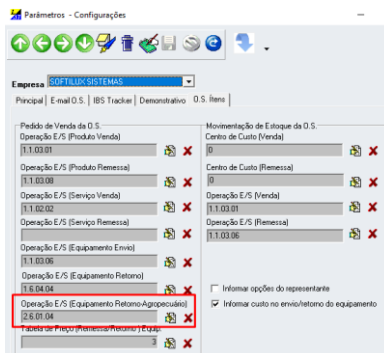 Parâmetros - Configurações
Empresa SOFTILUX SISTEMAS
Principal E-mail O.S. IBS Tracker Demonstrativo O.S. Itens
Pedido de Venda da O.S.
Operação E/S (Produto Venda)
1.1.03.01
Operação E/S (Produto Remessa)
1.1.03.08
Operação E/S (Serviço Venda)
1.1.02.02
Operação E/S (Serviço Remessa)
Operação E/S (Equipamento Envio)
1.1.03.06
Operação E/S (Equipamento Retorno)
1.6.04.04
Operação E/S (Equipamento Retorno-Agropecuário)
2.6.01.04
Tabela de Preço (Remessa/Retorno ) Equip.
3
Movimentação de Estoque da O.S.
Centro de Custo (Venda)
0
Centro de Custo (Remessa)
0
Operação E/S (Venda)
1.1.03.01
Operação E/S (Remessa)
1.1.03.06
Informar opções do representante
Informar custo no envio/retorno do equipamento